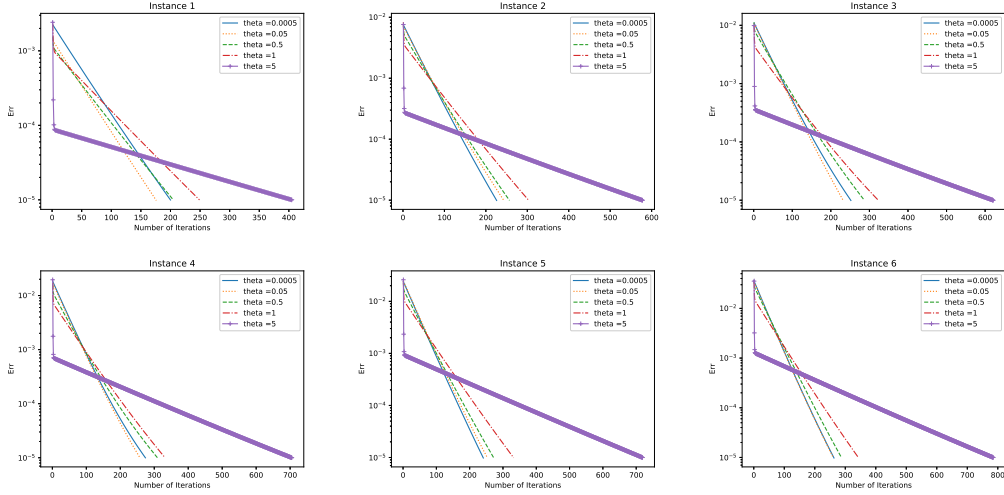 Instance 1
Err
10⁻³
10⁻⁴
10⁻⁵
theta =0.0005
theta =0.05
theta =0.5
theta =1
theta =5
0 50 100 150 200 250 300 350 400
Number of Iterations
Instance 2
Err
10⁻²
10⁻³
10⁻⁴
10⁻⁵
theta =0.0005
theta =0.05
theta =0.5
theta =1
theta =5
0 100 200 300 400 500 600
Number of Iterations
Instance 3
Err
10⁻²
10⁻³
10⁻⁴
10⁻⁵
theta =0.0005
theta =0.05
theta =0.5
theta =1
theta =5
0 100 200 300 400 500 600
Number of Iterations
Instance 4
Err
10⁻²
10⁻³
10⁻⁴
10⁻⁵
theta =0.0005
theta =0.05
theta =0.5
theta =1
theta =5
0 100 200 300 400 500 600 700
Number of Iterations
Instance 5
Err
10⁻²
10⁻³
10⁻⁴
10⁻⁵
theta =0.0005
theta =0.05
theta =0.5
theta =1
theta =5
0 100 200 300 400 500 600 700
Number of Iterations
Instance 6
Err
10⁻²
10⁻³
10⁻⁴
10⁻⁵
theta =0.0005
theta =0.05
theta =0.5
theta =1
theta =5
0 100 200 300 400 500 600 700 800
Number of Iterations